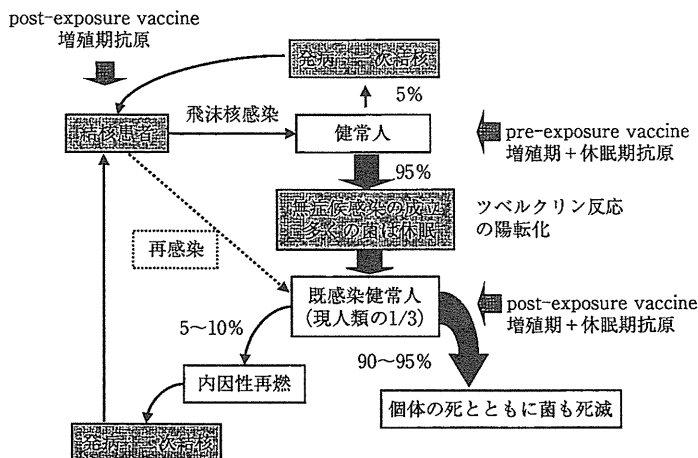 post-exposure vaccine
増殖期抗原
発病:一次結核
5%
飛沫核感染
結核患者
健常人
pre-exposure vaccine
増殖期+休眠期抗原
95%
無症候感染の成立
多くの菌は休眠
ツベルクリン反応
の陽転化
再感染
既感染健常人
(現人類の1/3)
post-exposure vaccine
増殖期+休眠期抗原
5~10%
90~95%
内因性再燃
個体の死とともに菌も死滅
発病:二次結核